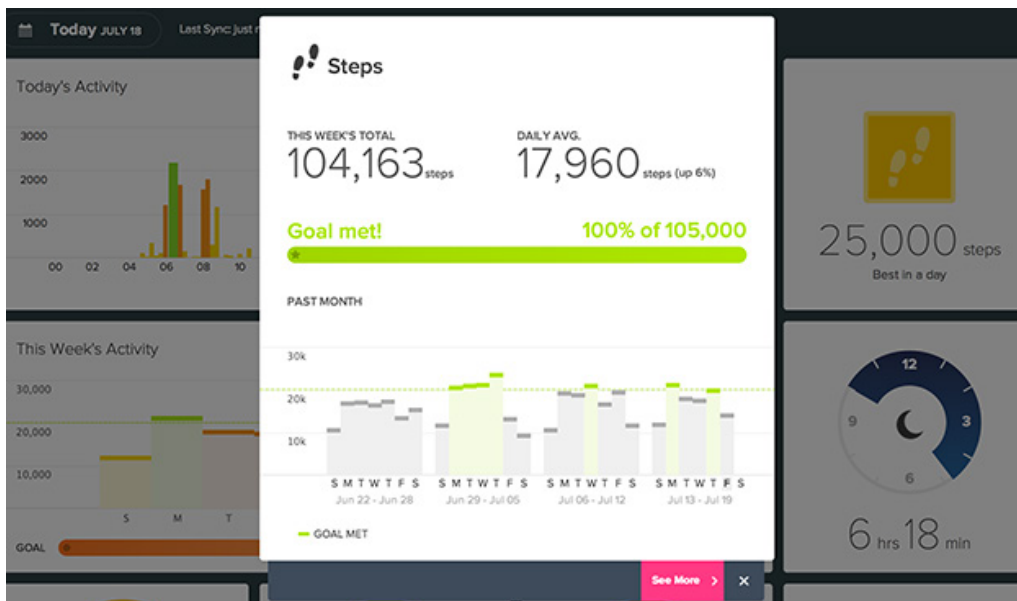 Today JULY 18
Last Sync: just
Today's Activity
3000
2000
1000
00 02 04 06 08 10
This Week's Activity
30,000
20,000
10,000
S M T
GOAL
Steps
THIS WEEK'S TOTAL
104,163 steps
DAILY AVG.
17,960 steps (up 6%)
Goal met!
100% of 105,000
PAST MONTH
30k
20k
10k
S M T W T F S S M T W T F S S M T W T F S S M T W T F S
Jun 22 - Jun 28 Jun 29 - Jul 05 Jul 06 - Jul 12 Jul 13 - Jul 19
GOAL MET
See More
25,000 steps
Best in a day
12
9 3
6
6 hrs 18 min